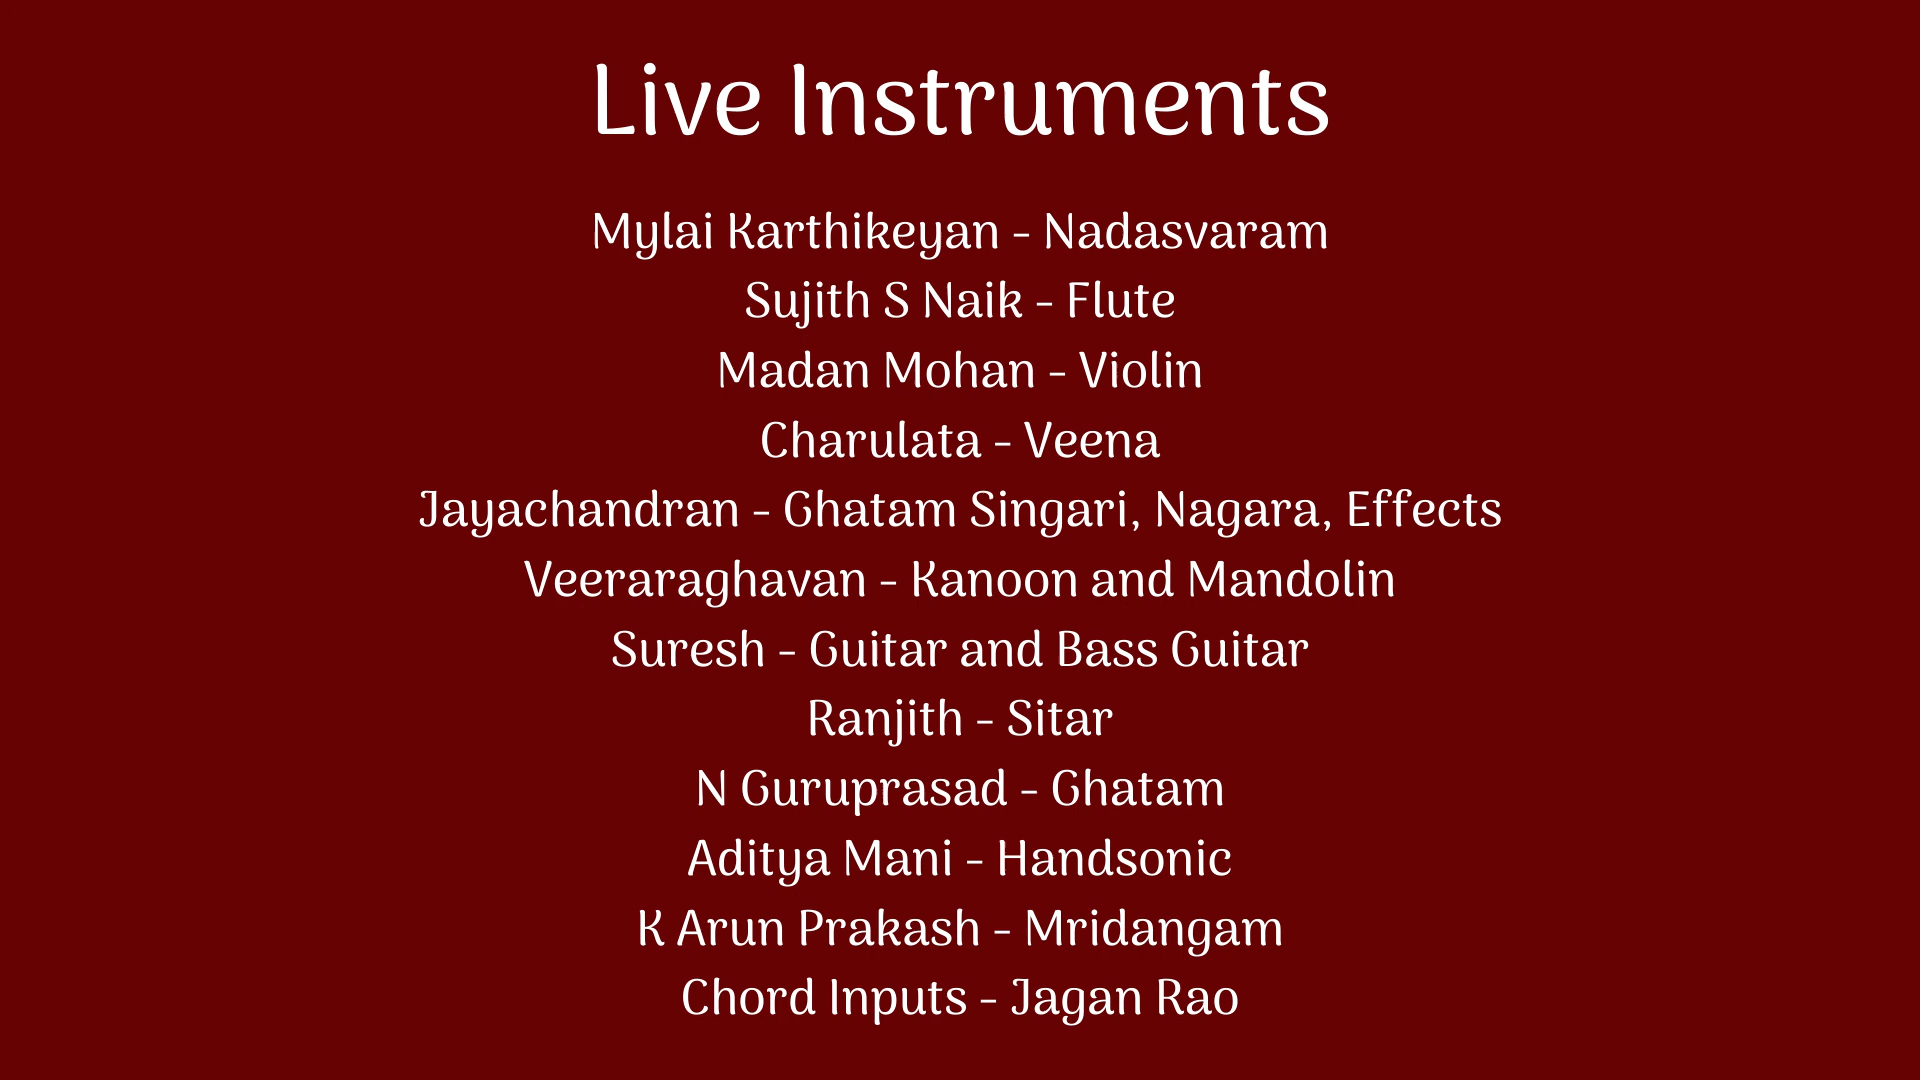 Live Instruments
Mylai Karthikeyan - Nadasvaram
Sujith S Naik - Flute
Madan Mohan - Violin
Charulata - Veena
Jayachandran - Ghatam Singari, Nagara, Effects
Veeraraghavan - Kanoon and Mandolin
Suresh - Guitar and Bass Guitar
Ranjith - Sitar
N Guruprasad - Ghatam
Aditya Mani - Handsonic
K Arun Prakash - Mridangam
Chord Inputs - Jagan Rao